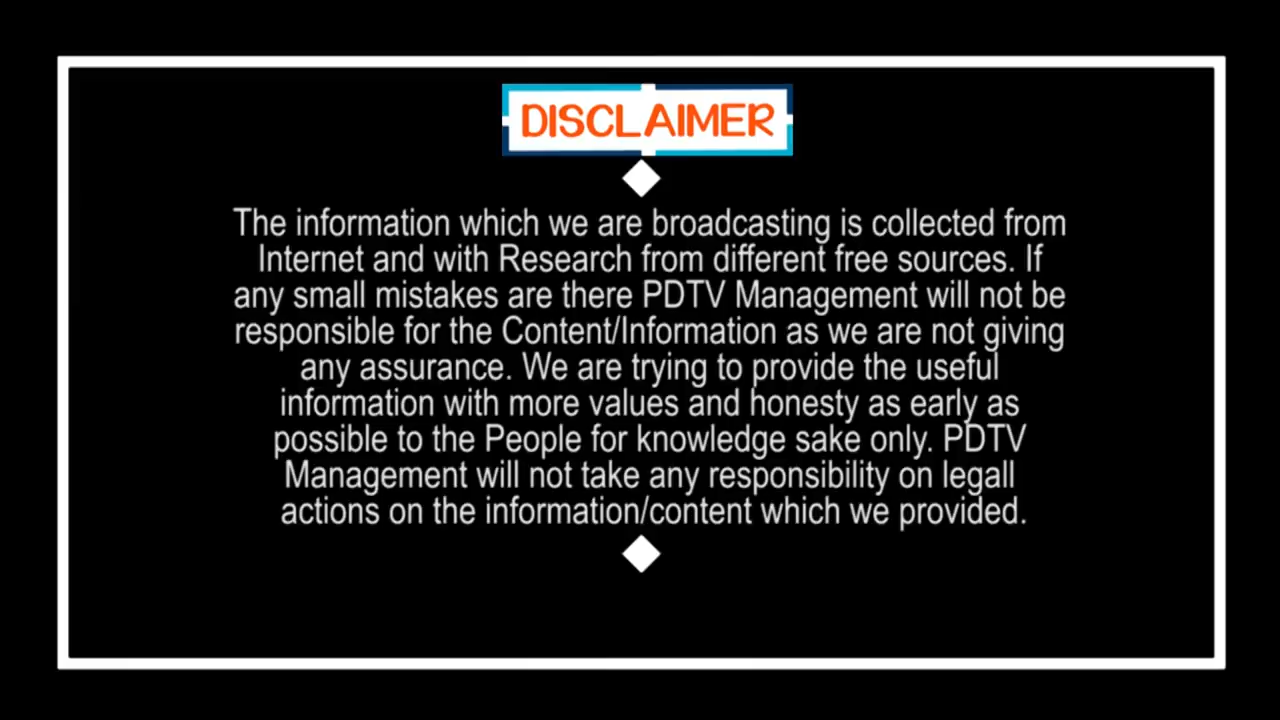 DISCLAIMER
The information which we are broadcasting is collected from
Internet and with Research from different free sources. If
any small mistakes are there PDTV Management will not be
responsible for the Content/Information as we are not giving
any assurance. We are trying to provide the useful
information with more values and honesty as early as
possible to the People for knowledge sake only. PDTV
Management will not take any responsibility on legall
actions on the information/content which we provided.